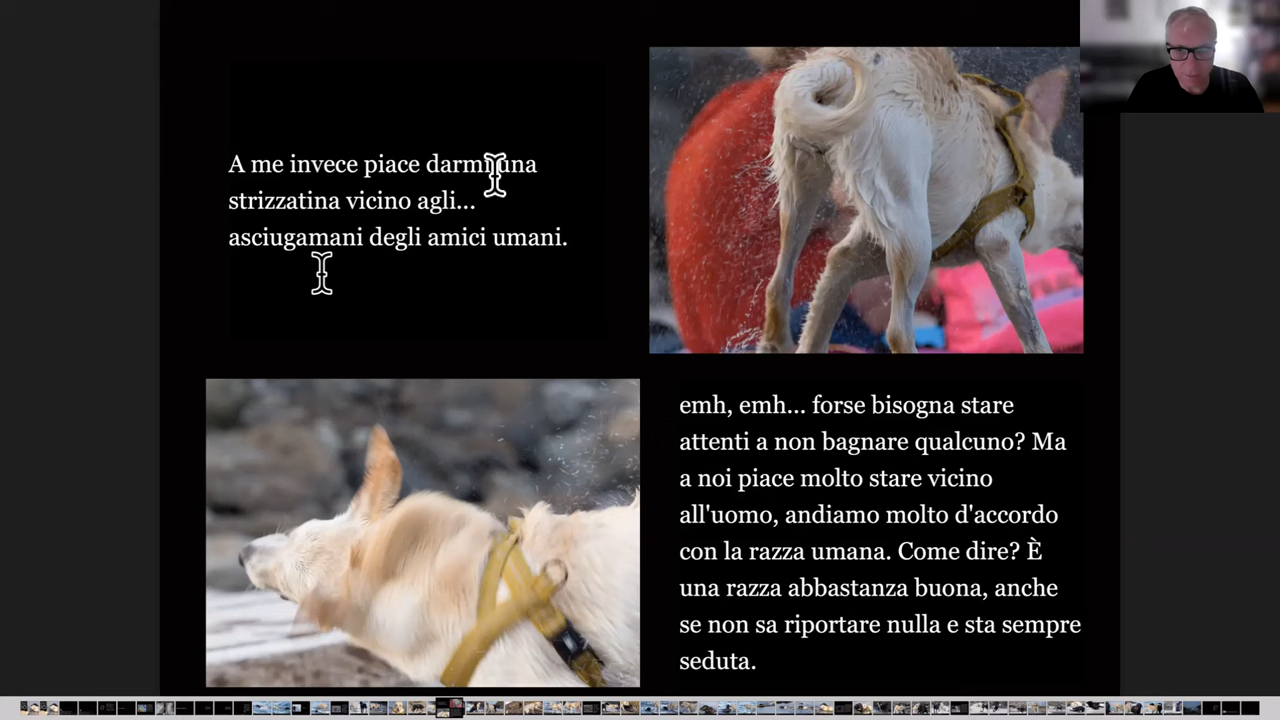 A me invece piace darmi una
strizzatina vicino agli...
asciugamani degli amici umani.
emh, emh... forse bisogna stare
attenti a non bagnare qualcuno? Ma
a noi piace molto stare vicino
all'uomo, andiamo molto d'accordo
con la razza umana. Come dire? È
una razza abbastanza buona, anche
se non sa riportare nulla e sta sempre
seduta.